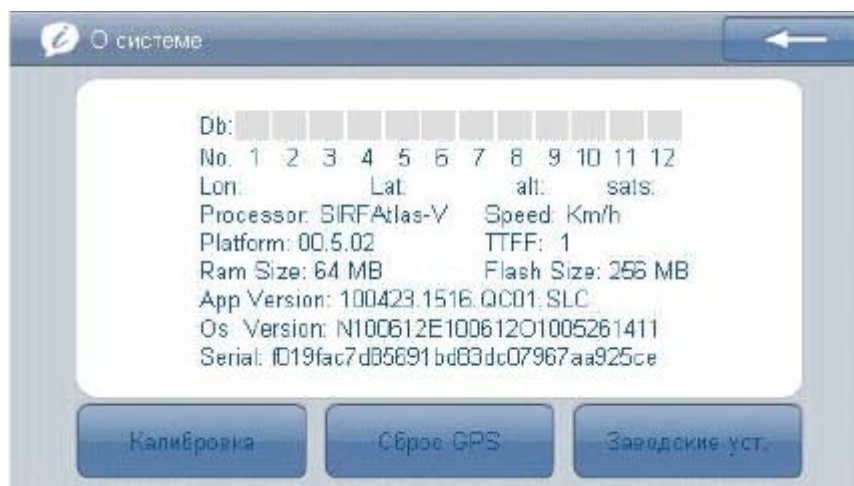 О системе
Db:
No. 1 2 3 4 5 6 7 8 9 10 11 12
Lon: Lat: alt: sats:
Processor: SIRFAtlas-V Speed: Km/h
Platform: 00.5.02 TTFF: 1
Ram Size: 64 MB Flash Size: 256 MB
App Version: 100423.1516.QC01.SLC
Os Version: N100612E100612O1005261411
Serial: f019fac7d85691bd83dc07967aa925ce
Калибровка Сброс GPS Заводские уст.